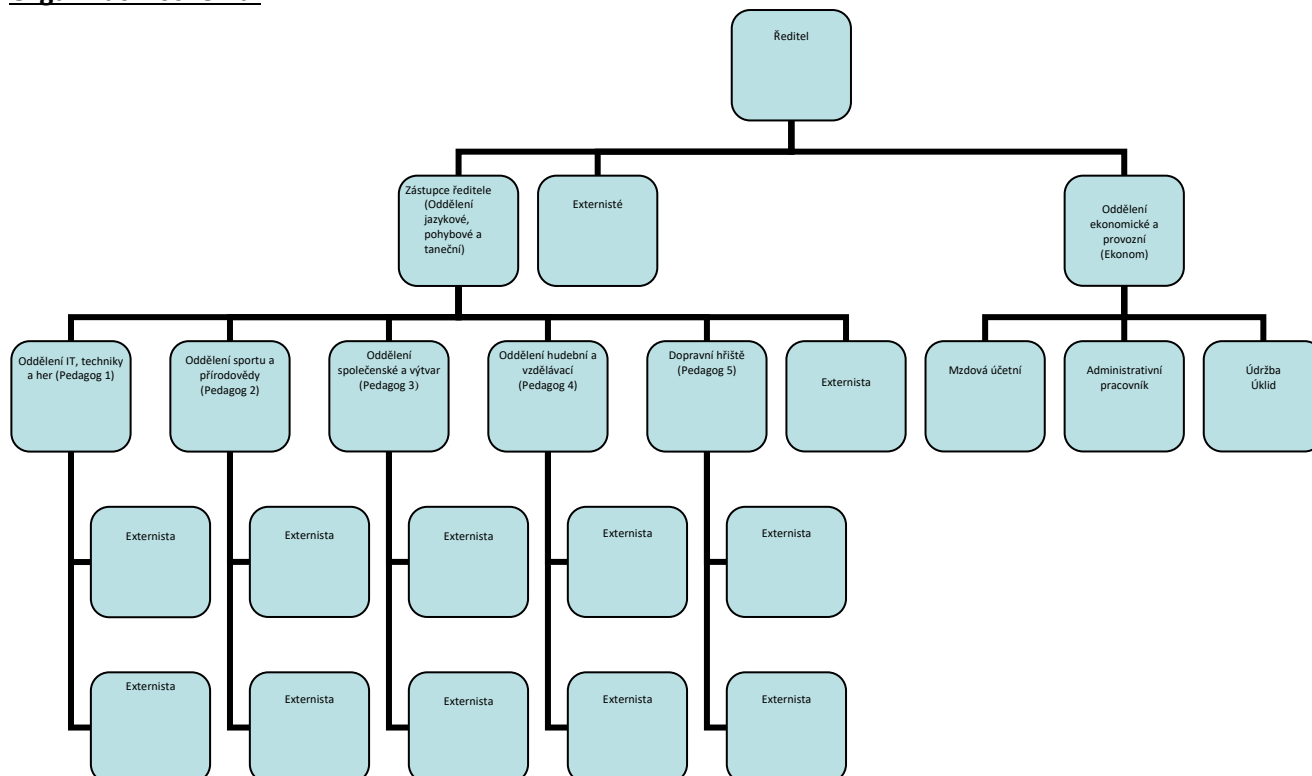 Ředitel
Zástupce ředitele
(Oddělení
jazykové,
pohybové a
taneční)
Externisté
Oddělení
ekonomické a
provozní
(Ekonom)
Oddělení IT, techniky
a her (Pedagog 1)
Oddělení sportu a
přírodovědy
(Pedagog 2)
Oddělení
společenské a výtvar
(Pedagog 3)
Oddělení hudební a
vzdělávací
(Pedagog 4)
Dopravní hřiště
(Pedagog 5)
Externista
Mzdová účetní
Administrativní
pracovník
Údržba
Úklid
Externista
Externista
Externista
Externista
Externista
Externista
Externista
Externista
Externista
Externista